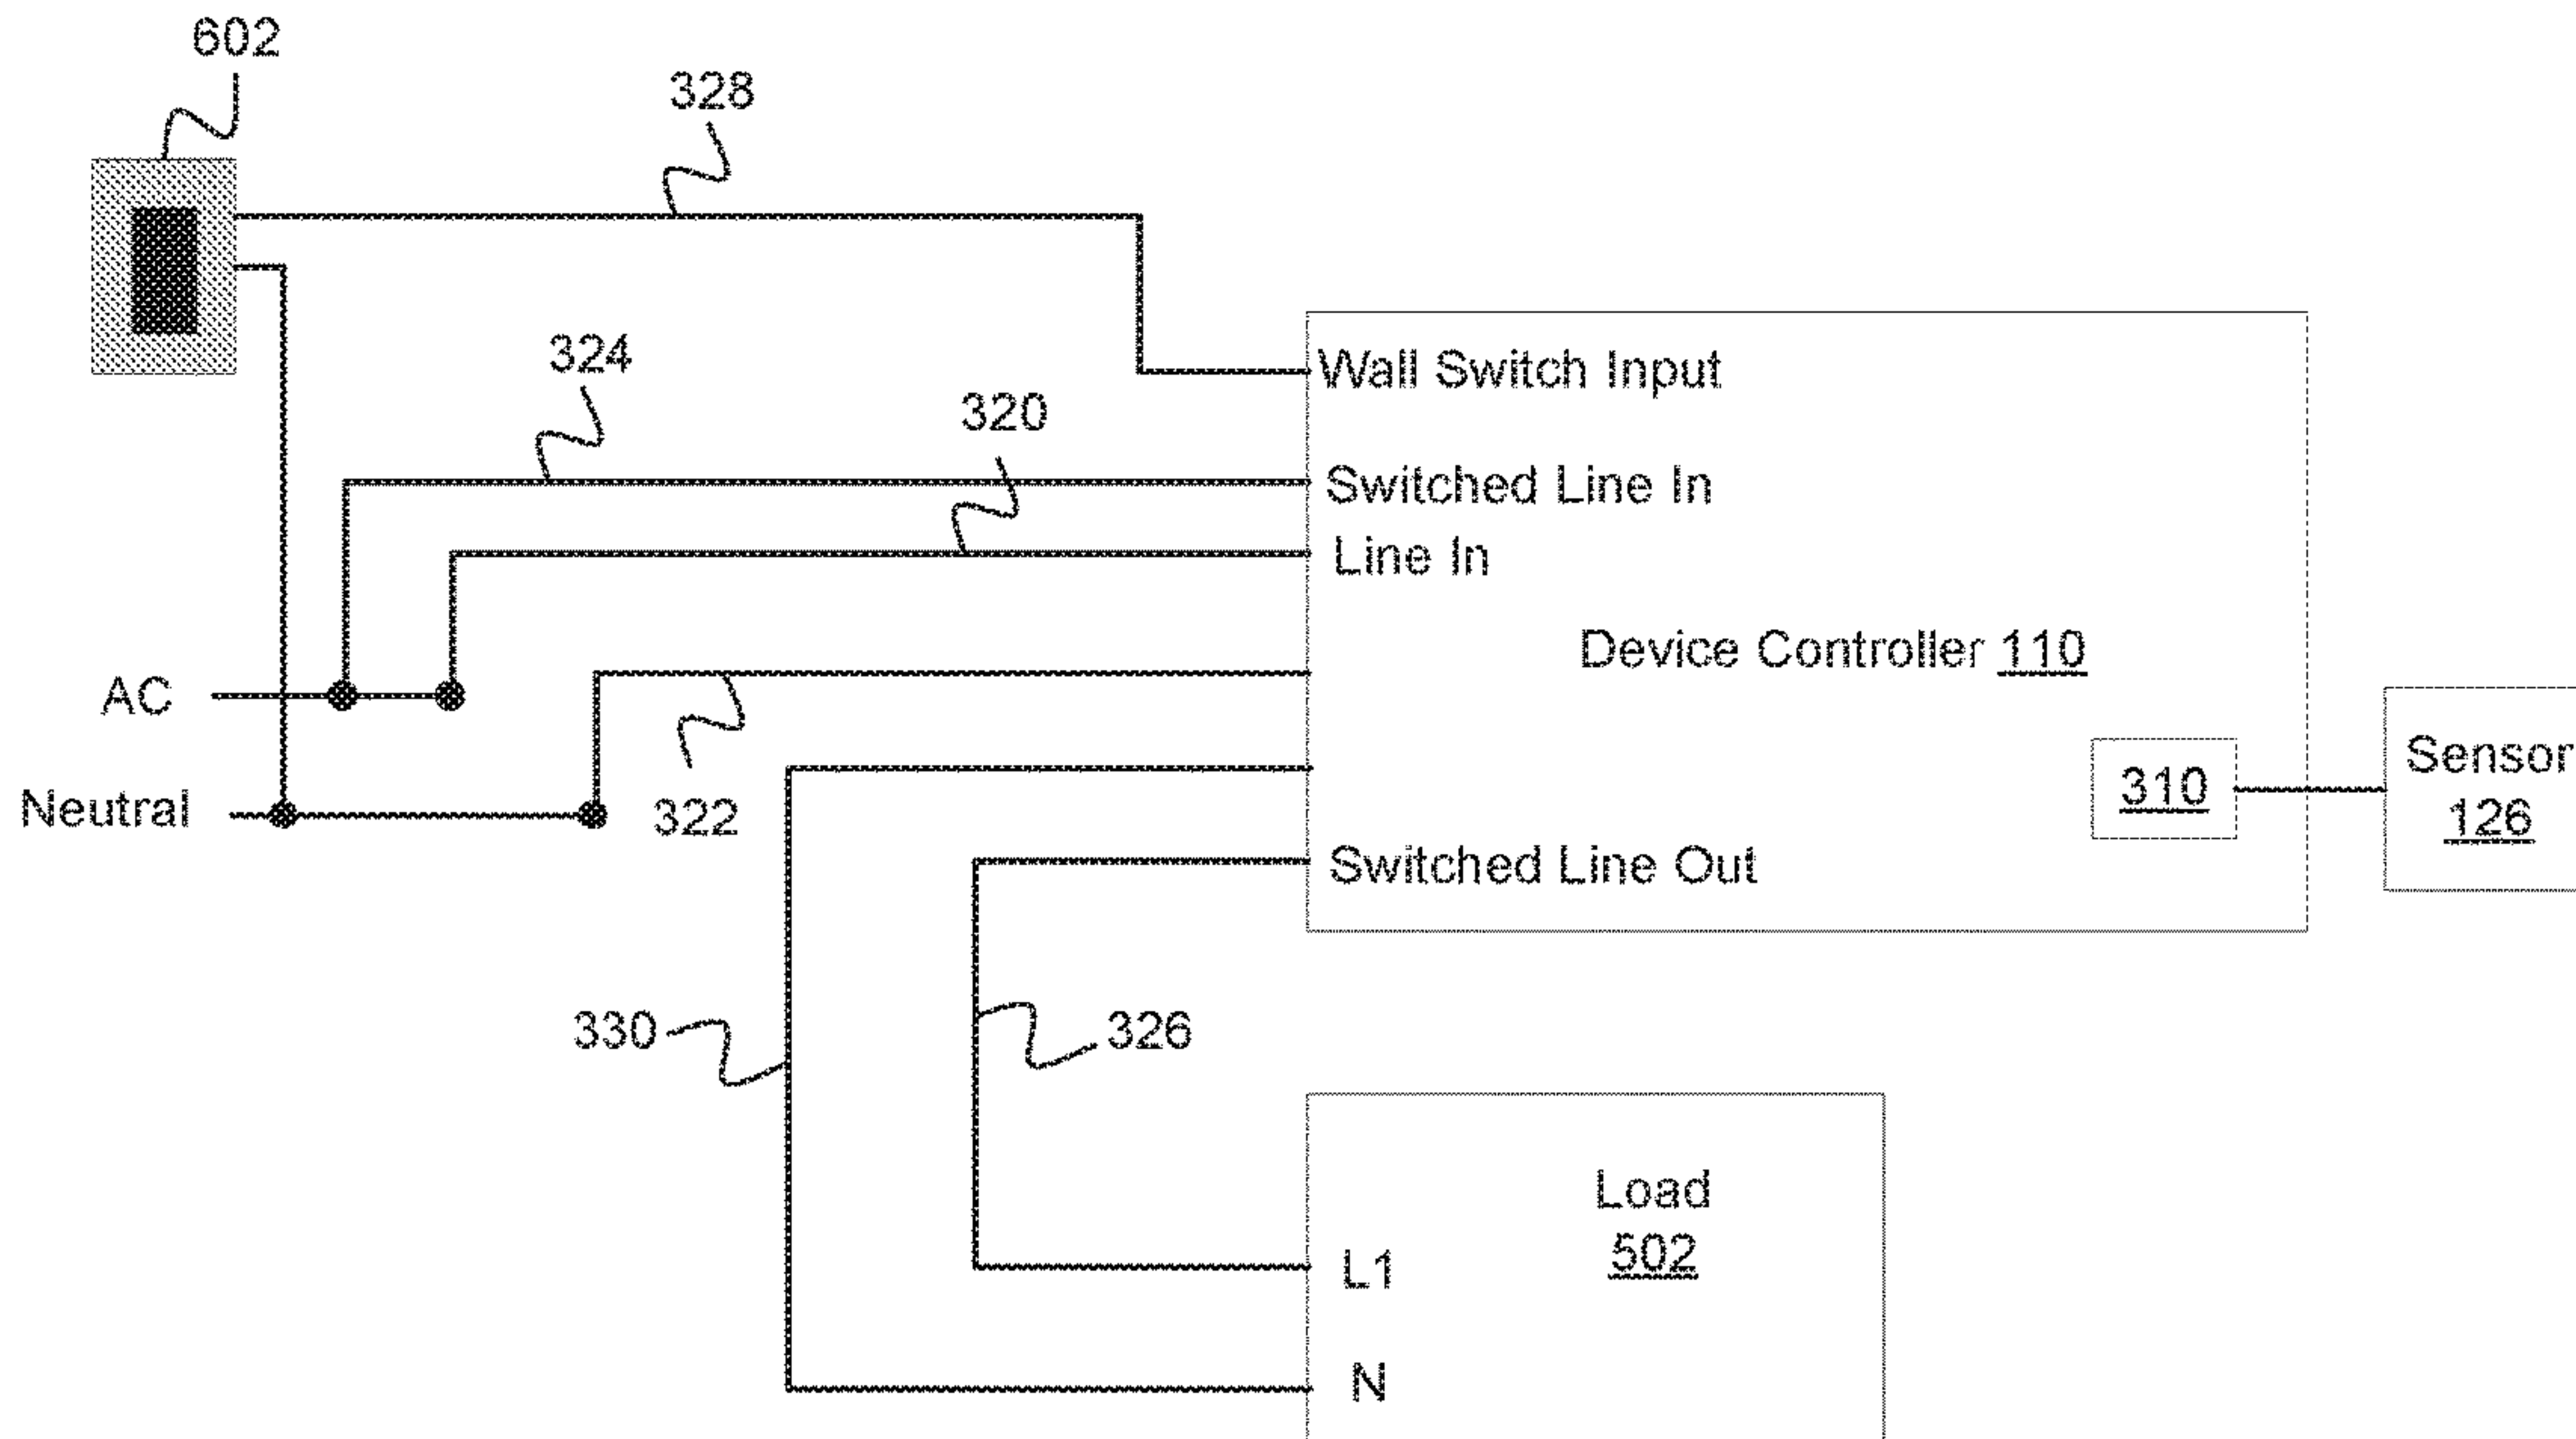 602
328
324
320
Wall Switch Input
Switched Line In
Line In
Device Controller 110
AC
Neutral
322
310
Sensor
126
Switched Line Out
330
326
Load
502
L1
N